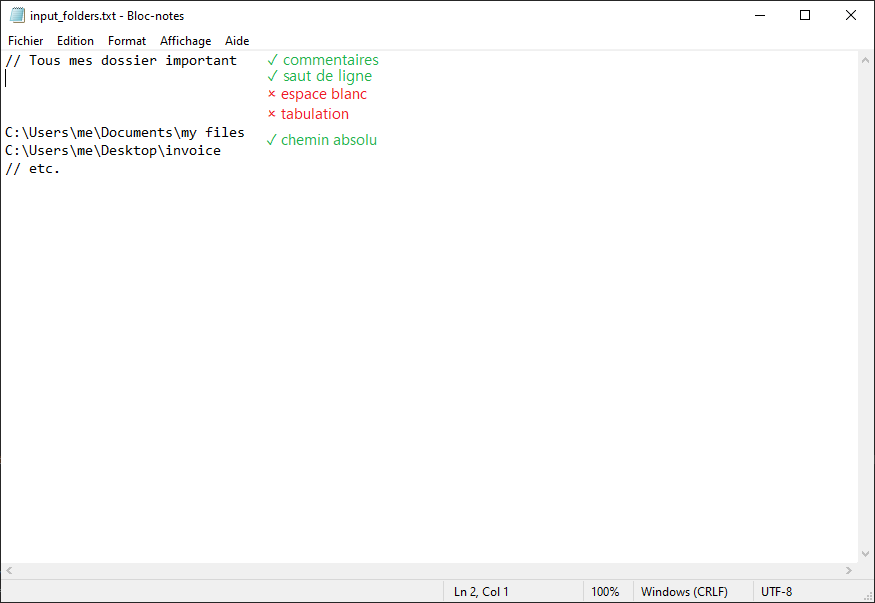 input_folders.txt - Bloc-notes
Fichier Edition Format Affichage Aide
// Tous mes dossier important ✓ commentaires
✓ saut de ligne
× espace blanc
× tabulation
C:\Users\me\Documents\my files
✓ chemin absolu
C:\Users\me\Desktop\invoice
// etc.
Ln 2, Col 1 100% Windows (CRLF) UTF-8